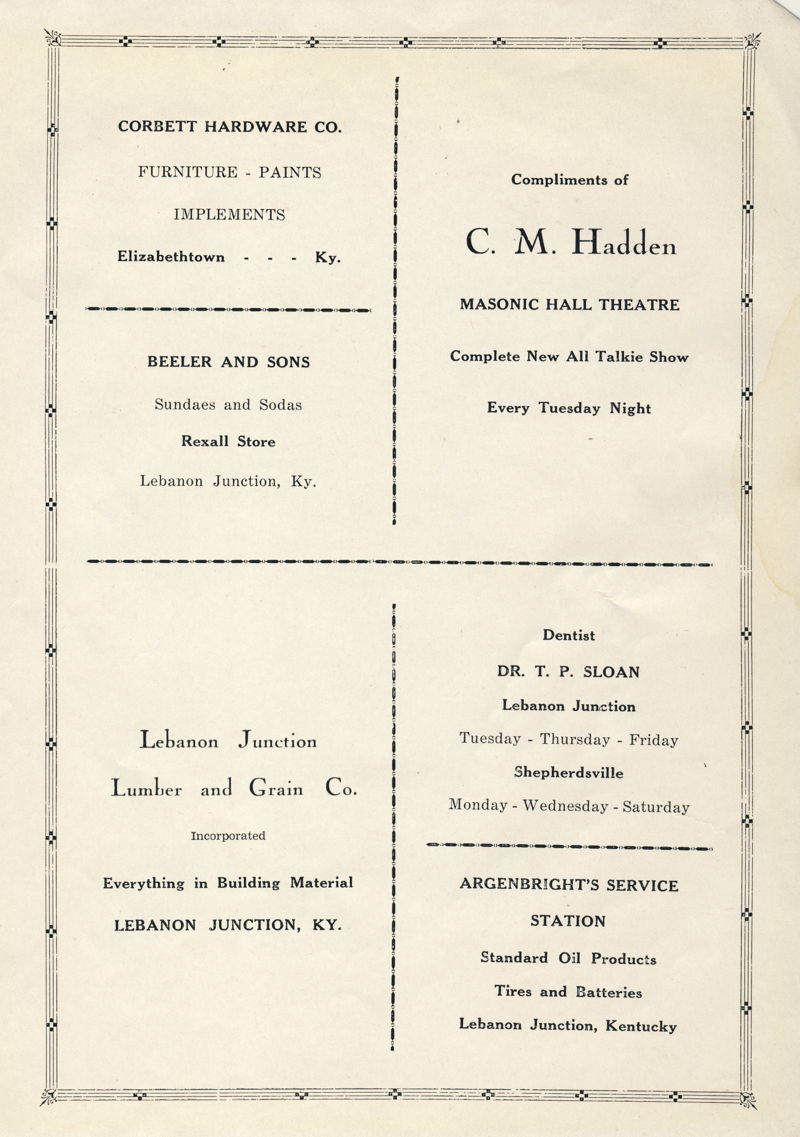 CORBETT HARDWARE CO.
FURNITURE - PAINTS
IMPLEMENTS
Elizabethtown - - - Ky.
BEELER AND SONS
Sundaes and Sodas
Rexall Store
Lebanon Junction, Ky.
Compliments of
C. M. Hadden
MASONIC HALL THEATRE
Complete New All Talkie Show
Every Tuesday Night
Lebanon Junction
Lumber and Grain Co.
Incorporated
Everything in Building Material
LEBANON JUNCTION, KY.
Dentist
DR. T. P. SLOAN
Lebanon Junction
Tuesday - Thursday - Friday
Shepherdsville
Monday - Wednesday - Saturday
ARGENBRIGHT'S SERVICE
STATION
Standard Oil Products
Tires and Batteries
Lebanon Junction, Kentucky